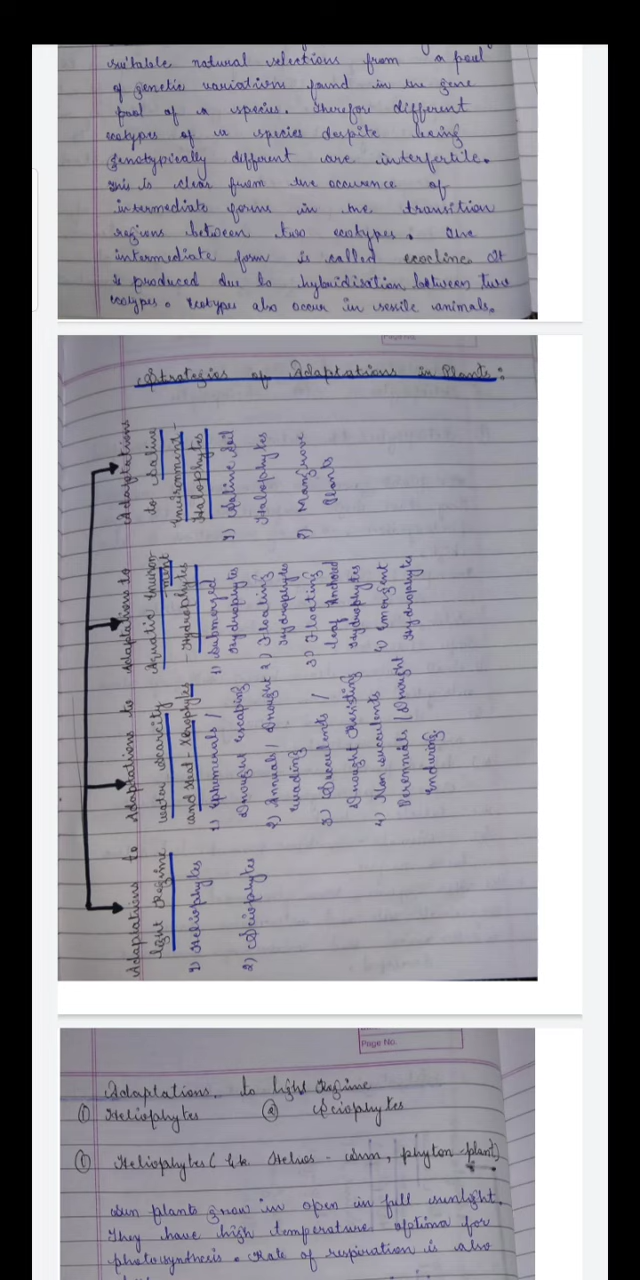 suitable natural selections from a pool
of genetic variations found in the gene
pool of a species. Therefore different
ecotypes of a species despite being
genotypically different are interfertile.
This is clear from the occurence of
intermediate forms in the transition
regions between two ecotypes. The
intermediate form is called ecocline. It
is produced due to hybridisation between two
ecotypes. Ecotypes also occur in sessile animals.
Strategies of Adaptations in Plants:
Adaptations to
light Regime
1) Heliophytes
2) Sciophytes
Adaptations to
water scarcity
and Heat - Xerophytes
1) Ephemerals /
Drought Escaping
2) Annuals / Drought
Evading
3) Succulents /
Drought Resisting
4) Non succulents
Perennials / Drought
Enduring
Adaptations to
Aquatic Environ-
-ment
- Hydrophytes
1) Submerged
Hydrophytes
2) Floating
Hydrophytes
3) Floating
leaf Anchored
Hydrophytes
4) Emergent
Hydrophytes
Adaptations
to Saline
Environment -
Halophytes
1) Saline Soil
Halophytes
2) Mangrove
Plants
Page No.
Adaptations to light Regime
① Heliophytes ② Sciophytes
① Heliophytes ( Gk. Helios - sun, phyton - plant)
Sun plants grow in open in full sunlight.
They have high temperature optima for
photosynthesis. Rate of respiration is also